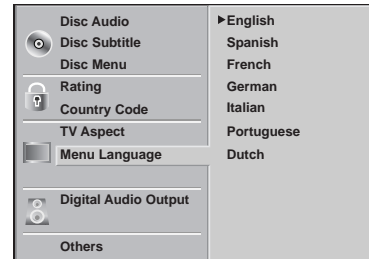 Disc Audio
Disc Subtitle
Disc Menu
Rating
Country Code
TV Aspect
Menu Language
Digital Audio Output
Others
English
Spanish
French
German
Italian
Portuguese
Dutch